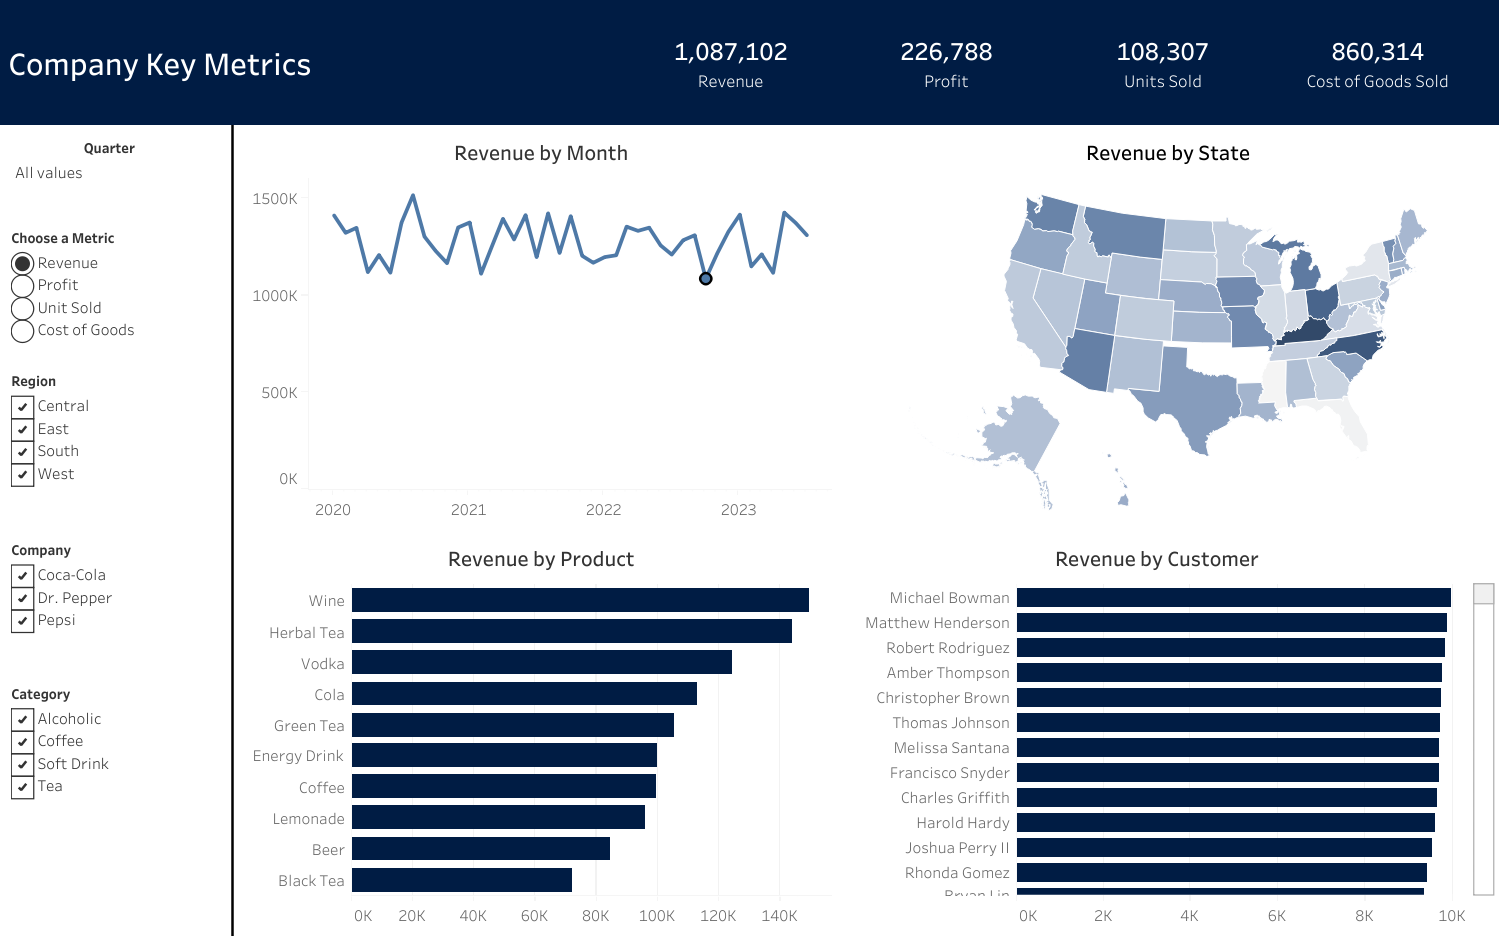 Company Key Metrics
1,087,102
Revenue
226,788
Profit
108,307
Units Sold
860,314
Cost of Goods Sold
Quarter
All values
Choose a Metric
Revenue
Profit
Unit Sold
Cost of Goods
Region
Central
East
South
West
Company
Coca-Cola
Dr. Pepper
Pepsi
Category
Alcoholic
Coffee
Soft Drink
Tea
Revenue by Month
1500K
1000K
500K
0K
2020 2021 2022 2023
Revenue by State
Revenue by Product
Wine
Herbal Tea
Vodka
Cola
Green Tea
Energy Drink
Coffee
Lemonade
Beer
Black Tea
0K 20K 40K 60K 80K 100K 120K 140K
Revenue by Customer
Michael Bowman
Matthew Henderson
Robert Rodriguez
Amber Thompson
Christopher Brown
Thomas Johnson
Melissa Santana
Francisco Snyder
Charles Griffith
Harold Hardy
Joshua Perry II
Rhonda Gomez
Bryan Lin
0K 2K 4K 6K 8K 10K